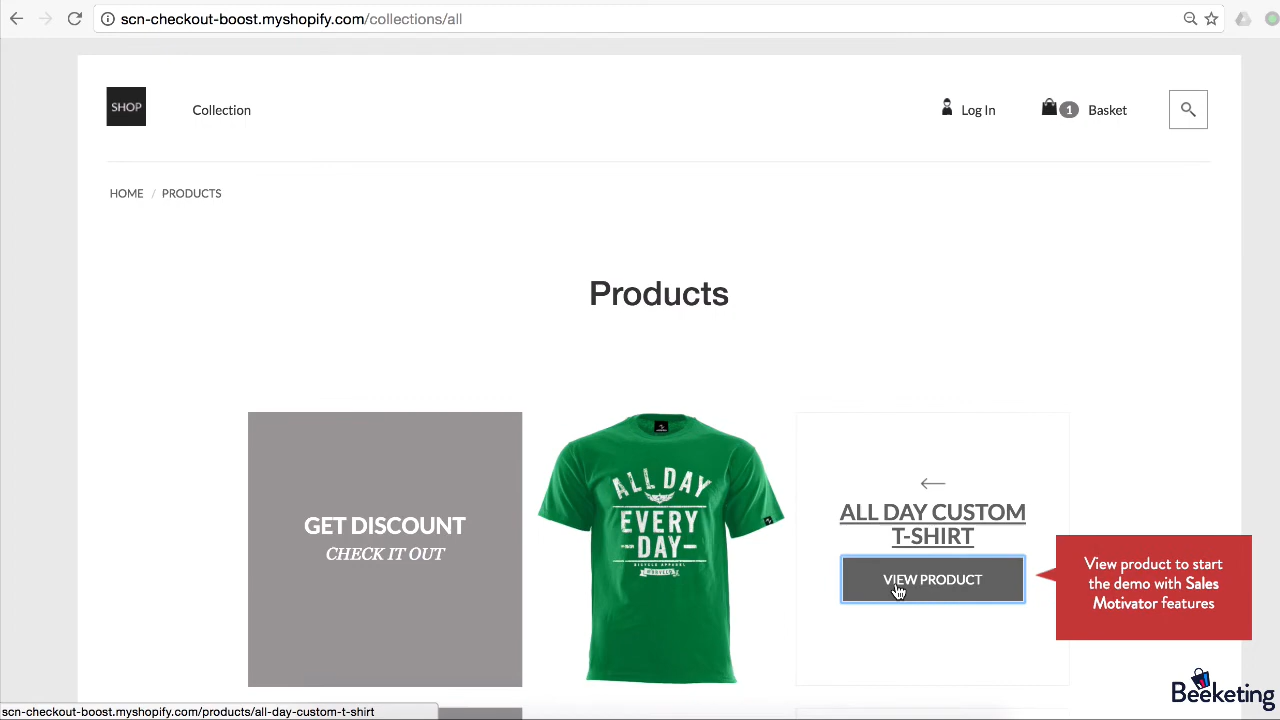 scn-checkout-boost.myshopify.com/collections/all
SHOP
Collection
Log In
1
Basket
HOME / PRODUCTS
Products
GET DISCOUNT
CHECK IT OUT
ALL DAY
EVERY
DAY
BICYCLE APPAREL
ALL DAY CUSTOM
T-SHIRT
VIEW PRODUCT
View product to start
the demo with Sales
Motivator features
Beeketing
scn-checkout-boost.myshopify.com/products/all-day-custom-t-shirt